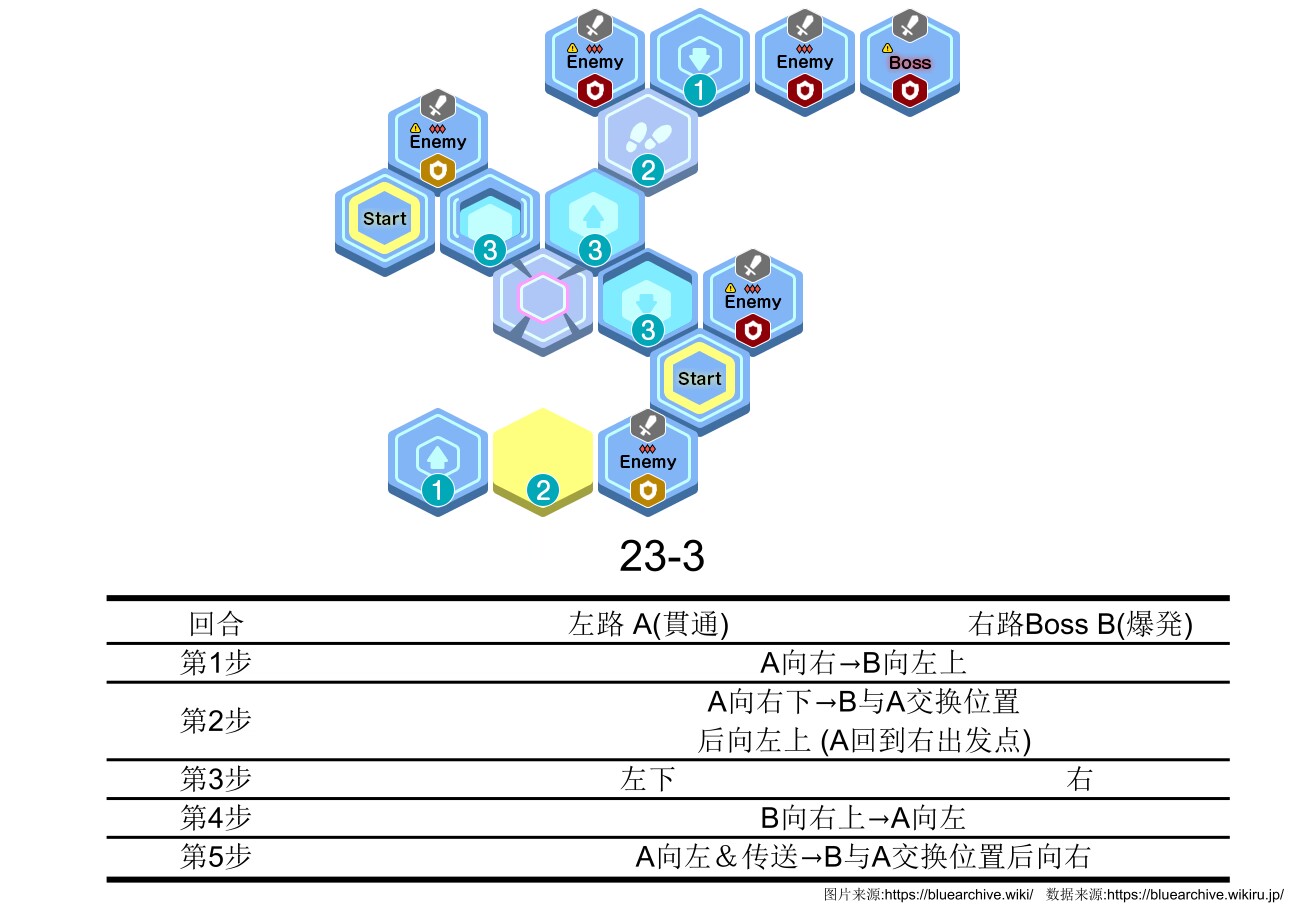 Enemy
1
Enemy
Boss
Enemy
2
Start
3
3
Enemy
3
Start
1
2
Enemy
23-3
回合 左路 A(貫通) 右路Boss B(爆発)
第1步 A向右→B向左上
第2步 A向右下→B与A交换位置
后向左上 (A回到右出发点)
第3步 左下 右
第4步 B向右上→A向左
第5步 A向左&传送→B与A交换位置后向右
图片来源:https://bluearchive.wiki/ 数据来源:https://bluearchive.wikiru.jp/